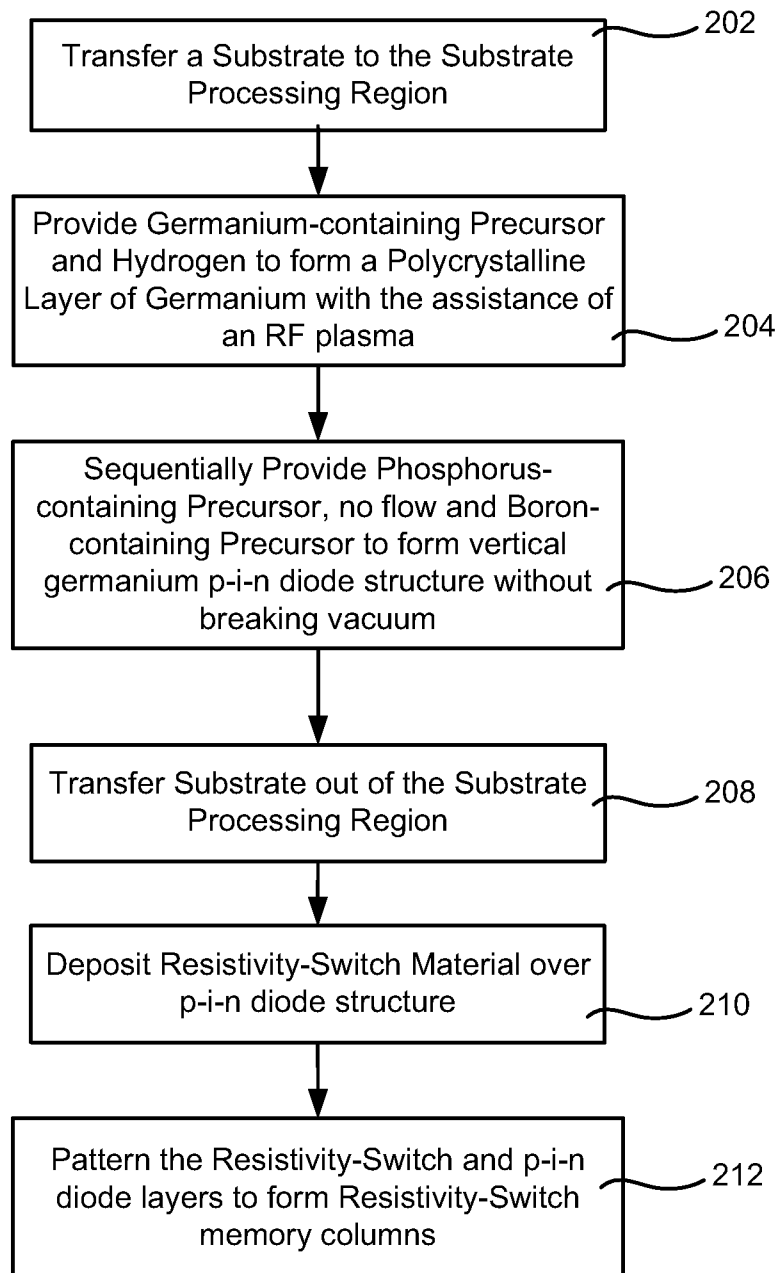 202
Transfer a Substrate to the Substrate
Processing Region
Provide Germanium-containing Precursor
and Hydrogen to form a Polycrystalline
Layer of Germanium with the assistance of
an RF plasma
204
Sequentially Provide Phosphorus-
containing Precursor, no flow and Boron-
containing Precursor to form vertical
germanium p-i-n diode structure without
breaking vacuum
206
Transfer Substrate out of the Substrate
Processing Region
208
Deposit Resistivity-Switch Material over
p-i-n diode structure
210
Pattern the Resistivity-Switch and p-i-n
diode layers to form Resistivity-Switch
memory columns
212